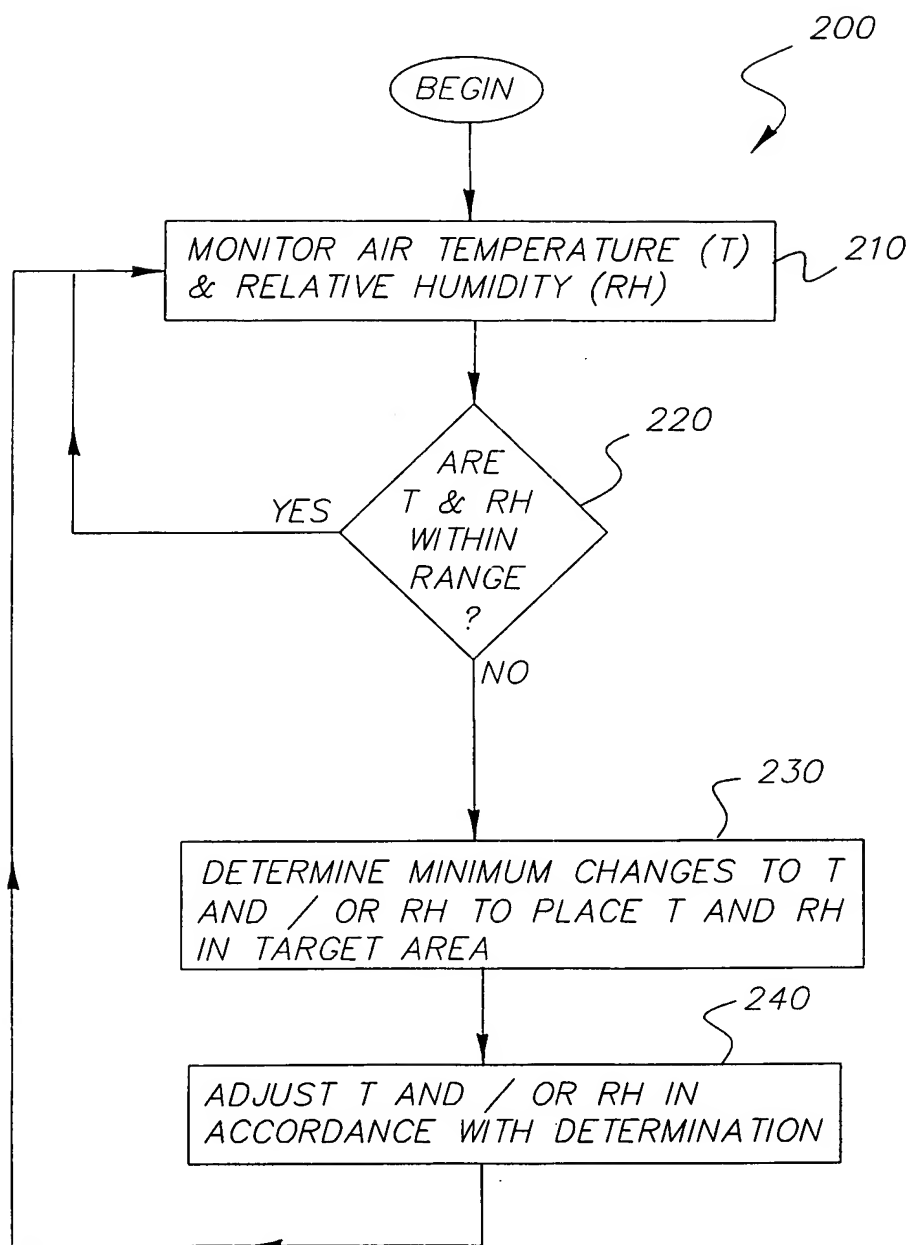 200
BEGIN
MONITOR AIR TEMPERATURE (T)
& RELATIVE HUMIDITY (RH)
210
220
ARE
T & RH
WITHIN
RANGE
?
YES
NO
230
DETERMINE MINIMUM CHANGES TO T
AND / OR RH TO PLACE T AND RH
IN TARGET AREA
240
ADJUST T AND / OR RH IN
ACCORDANCE WITH DETERMINATION